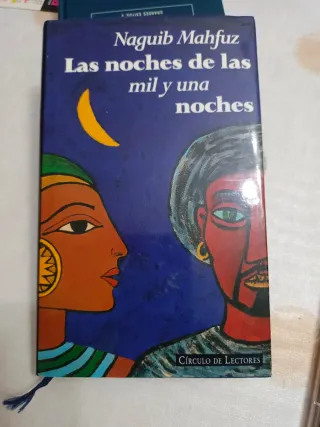 Naguib Mahfuz
Las noches de las
mil y una
noches
CÍRCULO DE LECTORES